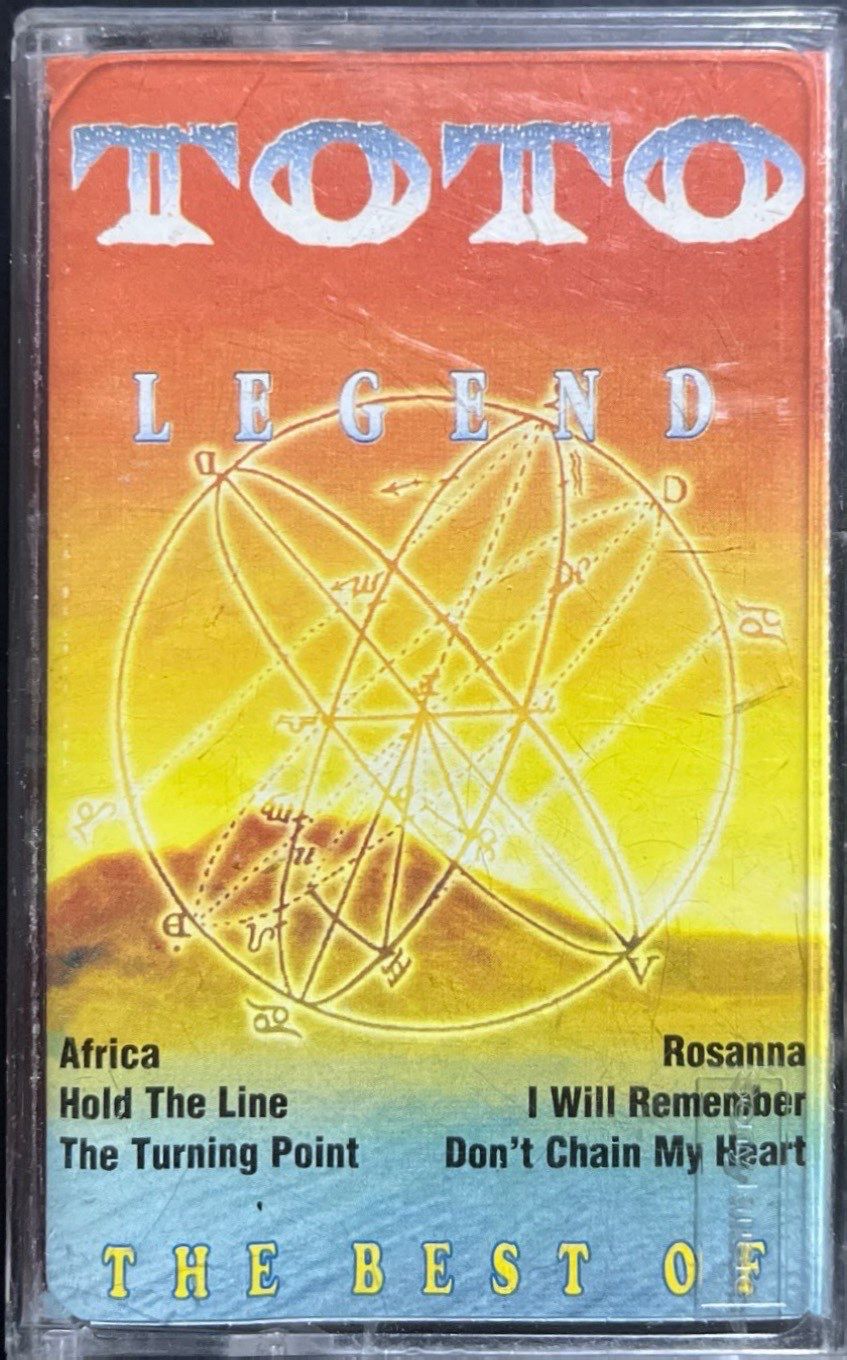 TOTO
LEGEND
Africa
Rosanna
Hold The Line
I Will Remember
The Turning Point
Don't Chain My Heart
THE BEST OF